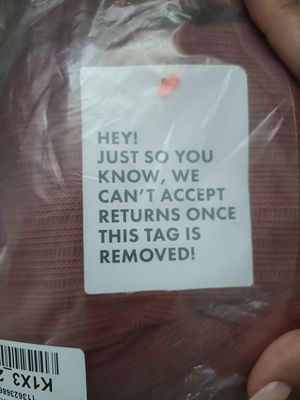 HEY!
JUST SO YOU
KNOW, WE
CAN'T ACCEPT
RETURNS ONCE
THIS TAG IS
REMOVED!
K1X3